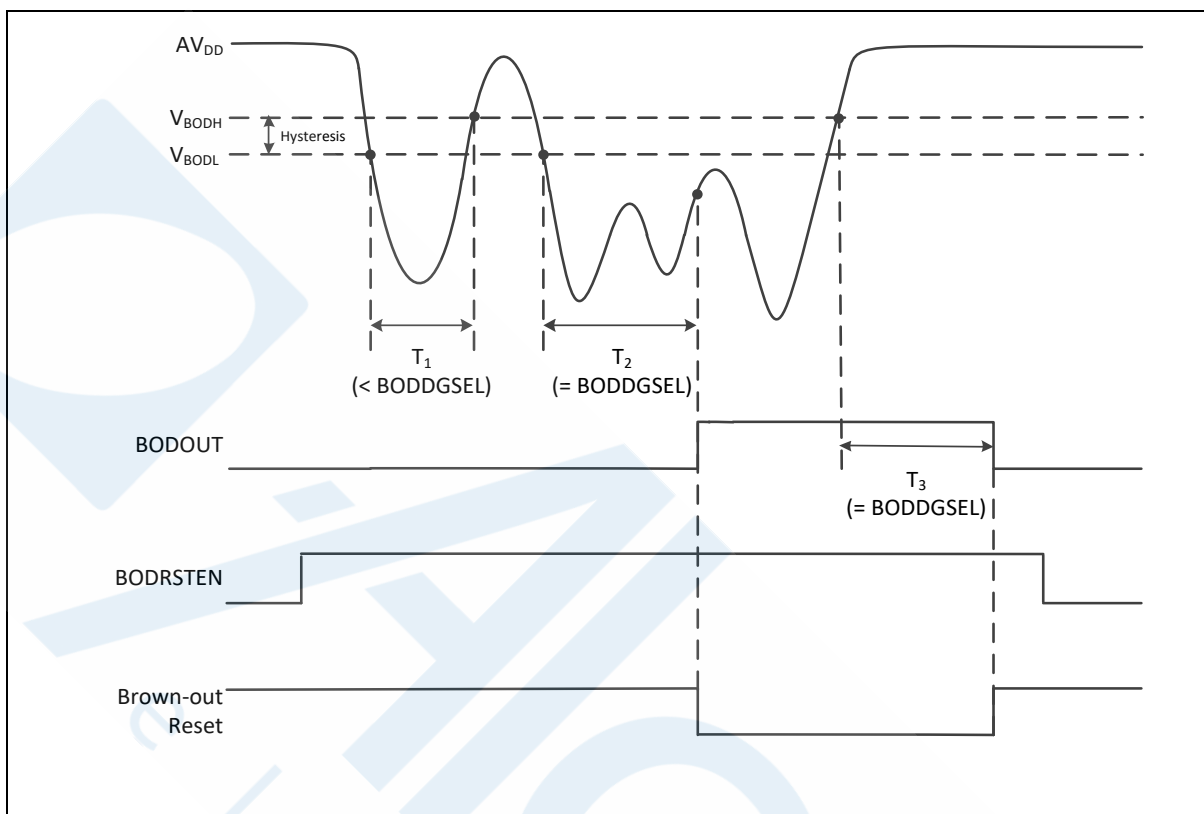 AVDD
VBODH
Hysteresis
VBODL
T1
(< BODDGSEL)
T2
(= BODDGSEL)
BODOUT
T3
(= BODDGSEL)
BODRSTEN
Brown-out
Reset